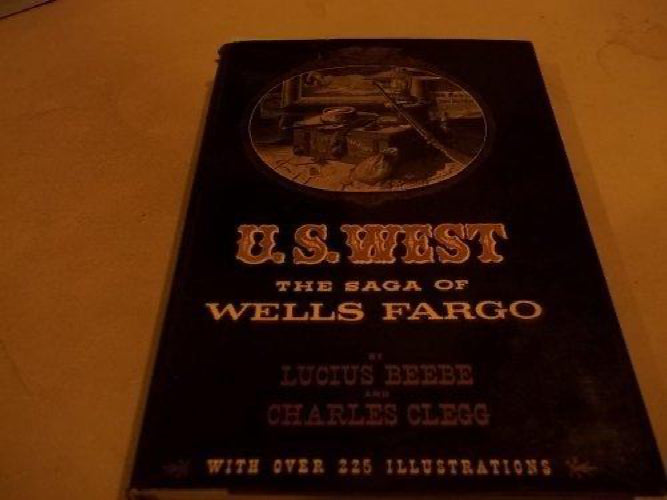 U.S. WEST
THE SAGA OF
WELLS FARGO
BY
LUCIUS BEEBE
AND
CHARLES CLEGG
WITH OVER 225 ILLUSTRATIONS